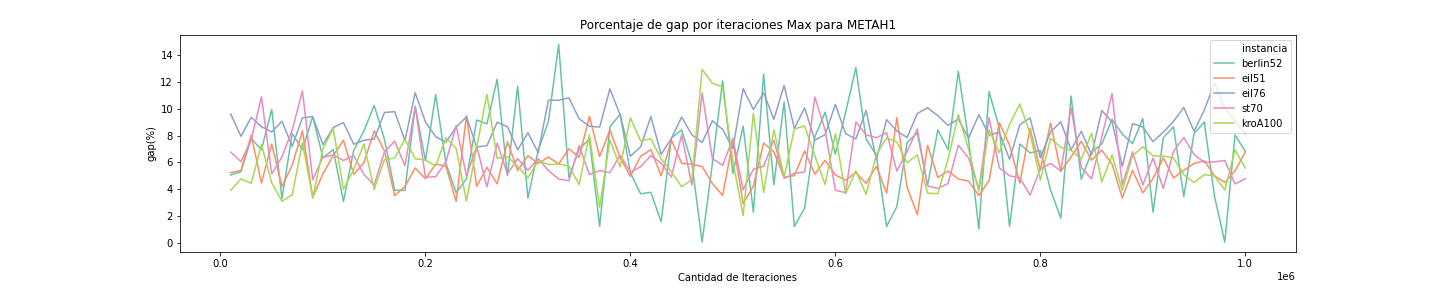 Porcentaje de gap por iteraciones Max para METAH1
gap(%)
14
12
10
8
6
4
2
0
instancia
berlin52
eil51
eil76
st70
kroA100
0.0 0.2 0.4 0.6 0.8 1.0
1e6
Cantidad de Iteraciones